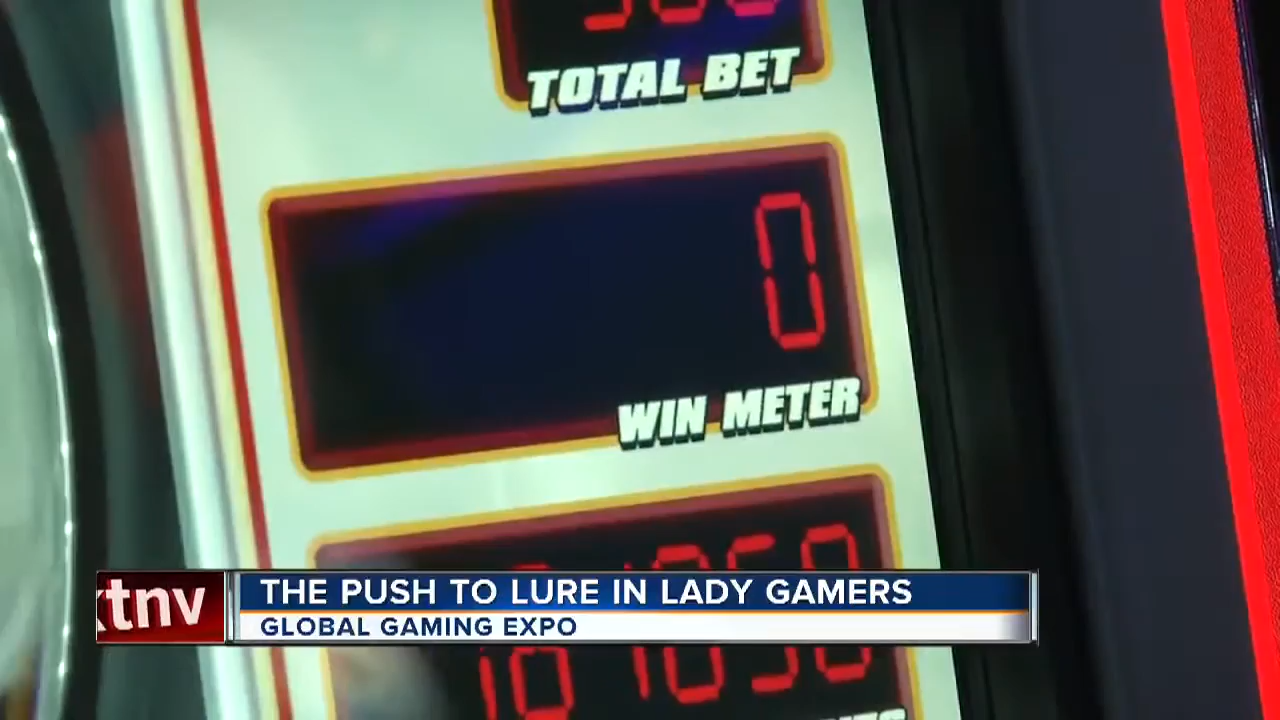 TOTAL BET
0
WIN METER
ktnv
THE PUSH TO LURE IN LADY GAMERS
GLOBAL GAMING EXPO